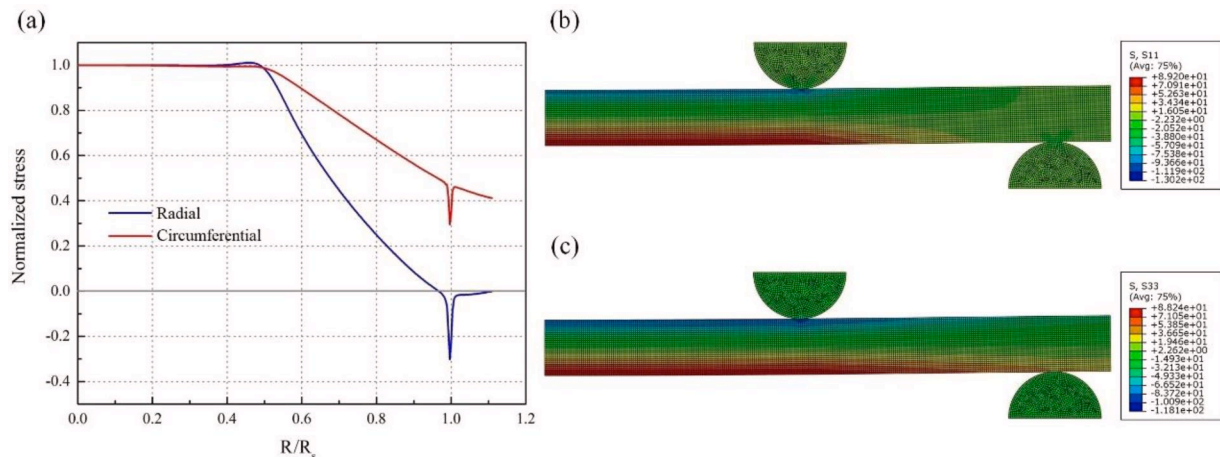 (a)
Normalized stress
1.0
0.8
0.6
0.4
0.2
0.0
-0.2
-0.4
Radial
Circumferential
0.0 0.2 0.4 0.6 0.8 1.0 1.2
R/Rs
(b)
S, S11
(Avg: 75%)
+8.920e+01
+7.091e+01
+5.263e+01
+3.434e+01
+1.605e+01
-2.232e+00
-2.052e+01
-3.880e+01
-5.709e+01
-7.538e+01
-9.366e+01
-1.119e+02
-1.302e+02
(c)
S, S33
(Avg: 75%)
+8.824e+01
+7.105e+01
+5.385e+01
+3.665e+01
+1.946e+01
+2.262e+00
-1.493e+01
-3.213e+01
-4.933e+01
-6.652e+01
-8.372e+01
-1.009e+02
-1.181e+02